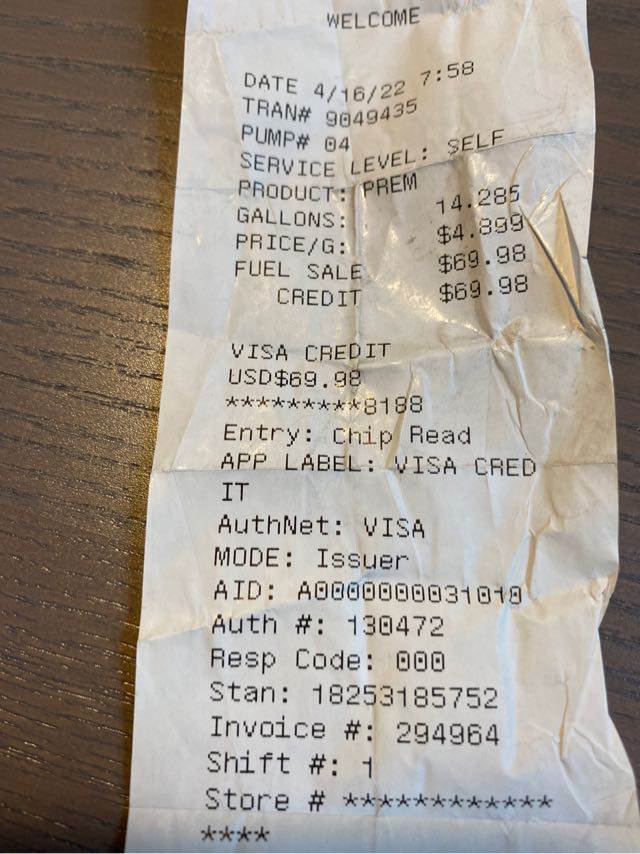 WELCOME
DATE 4/16/22 7:58
TRAN# 9049435
PUMP# 04
SERVICE LEVEL: SELF
PRODUCT: PREM
GALLONS: 14.285
PRICE/G: $4.899
FUEL SALE $69.98
CREDIT $69.98
VISA CREDIT
USD$69.98
*********8188
Entry: Chip Read
APP LABEL: VISA CRED
IT
AuthNet: VISA
MODE: Issuer
AID: A0000000031010
Auth #: 130472
Resp Code: 000
Stan: 18253185752
Invoice #: 294964
Shift #: 1
Store # ************
****